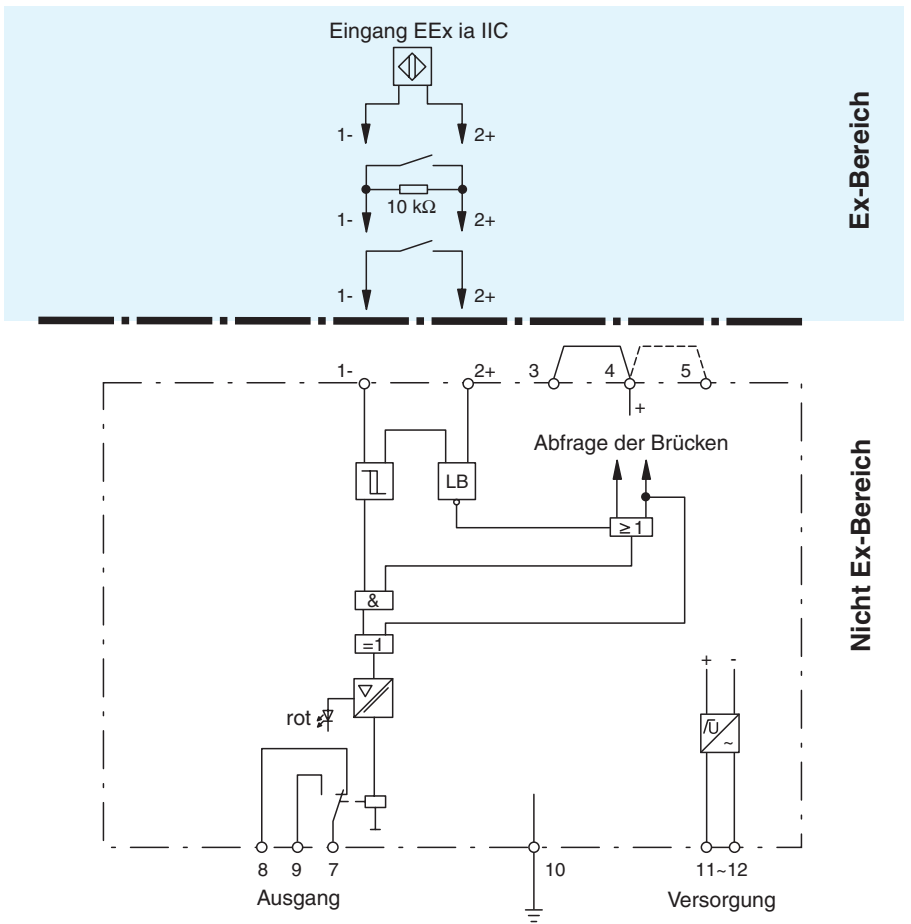 Eingang EEx ia IIC
1- 2+
10 kΩ
1- 2+
1- 2+
Ex-Bereich
1- 2+ 3 4 5
+
Abfrage der Brücken
LB
≥1
&
=1
rot
+ -
U
~
8 9 7 10 11~12
Ausgang Versorgung
Nicht Ex-Bereich